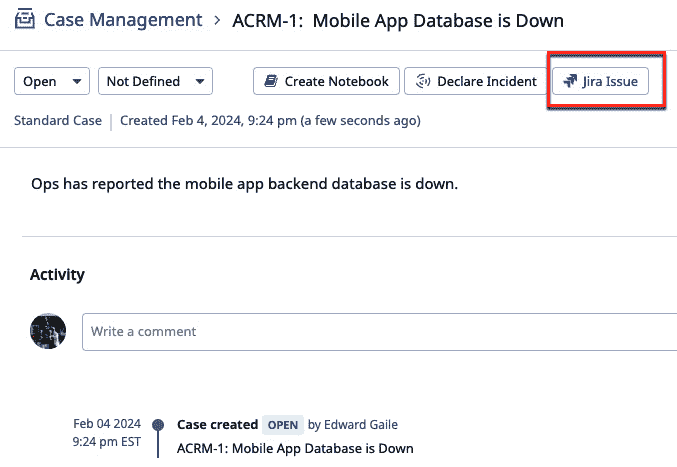 Case Management > ACRM-1: Mobile App Database is Down
Open Not Defined Create Notebook Declare Incident Jira Issue
Standard Case | Created Feb 4, 2024, 9:24 pm (a few seconds ago)
Ops has reported the mobile app backend database is down.
Activity
Write a comment
Feb 04 2024 Case created OPEN by Edward Gaile
9:24 pm EST ACRM-1: Mobile App Database is Down